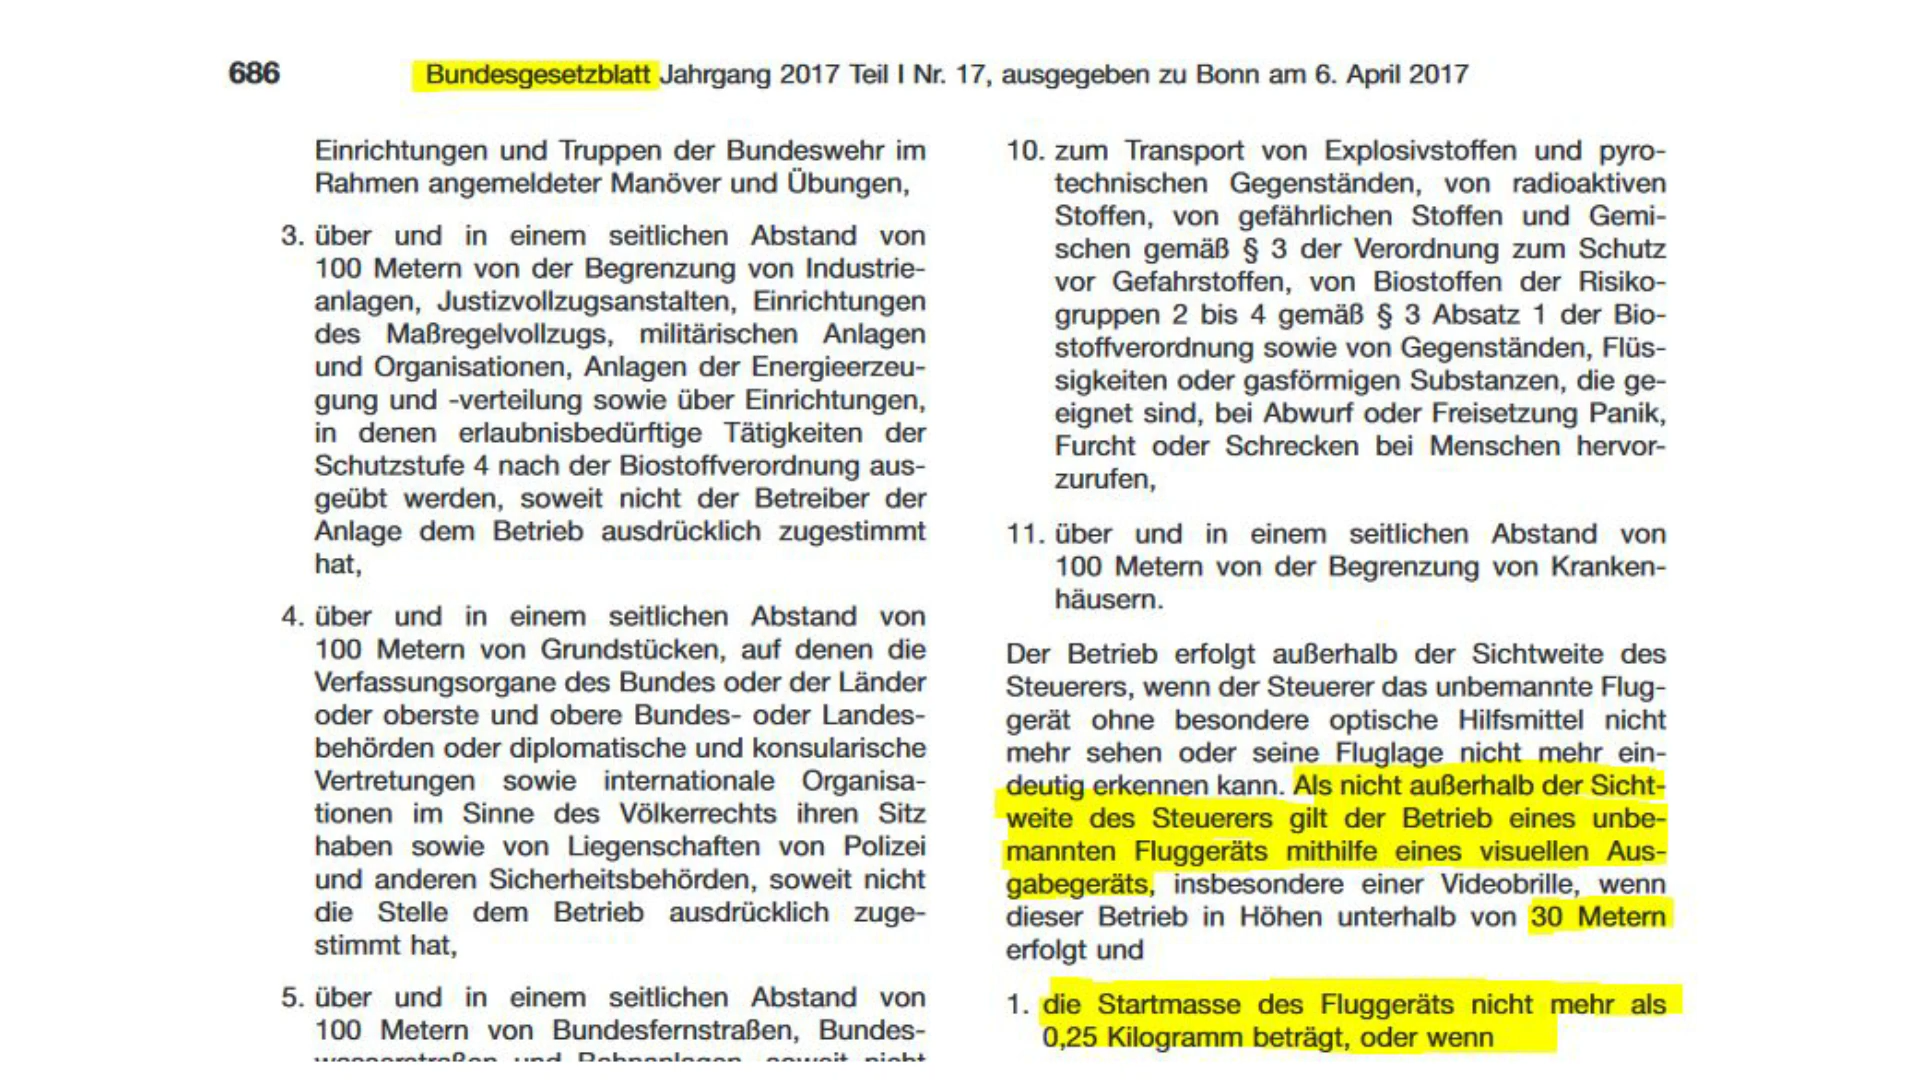 686
Bundesgesetzblatt Jahrgang 2017 Teil I Nr. 17, ausgegeben zu Bonn am 6. April 2017
Einrichtungen und Truppen der Bundeswehr im
Rahmen angemeldeter Manöver und Übungen,
3. über und in einem seitlichen Abstand von
100 Metern von der Begrenzung von Industrie-
anlagen, Justizvollzugsanstalten, Einrichtungen
des Maßregelvollzugs, militärischen Anlagen
und Organisationen, Anlagen der Energieerzeu-
gung und -verteilung sowie über Einrichtungen,
in denen erlaubnisbedürftige Tätigkeiten der
Schutzstufe 4 nach der Biostoffverordnung aus-
geübt werden, soweit nicht der Betreiber der
Anlage dem Betrieb ausdrücklich zugestimmt
hat,
4. über und in einem seitlichen Abstand von
100 Metern von Grundstücken, auf denen die
Verfassungsorgane des Bundes oder der Länder
oder oberste und obere Bundes- oder Landes-
behörden oder diplomatische und konsularische
Vertretungen sowie internationale Organisa-
tionen im Sinne des Völkerrechts ihren Sitz
haben sowie von Liegenschaften von Polizei
und anderen Sicherheitsbehörden, soweit nicht
die Stelle dem Betrieb ausdrücklich zuge-
stimmt hat,
5. über und in einem seitlichen Abstand von
100 Metern von Bundesfernstraßen, Bundes-
wasserstraßen und Bahnanlagen, soweit nicht
10. zum Transport von Explosivstoffen und pyro-
technischen Gegenständen, von radioaktiven
Stoffen, von gefährlichen Stoffen und Gemi-
schen gemäß § 3 der Verordnung zum Schutz
vor Gefahrstoffen, von Biostoffen der Risiko-
gruppen 2 bis 4 gemäß § 3 Absatz 1 der Bio-
stoffverordnung sowie von Gegenständen, Flüs-
sigkeiten oder gasförmigen Substanzen, die ge-
eignet sind, bei Abwurf oder Freisetzung Panik,
Furcht oder Schrecken bei Menschen hervor-
zurufen,
11. über und in einem seitlichen Abstand von
100 Metern von der Begrenzung von Kranken-
häusern.
Der Betrieb erfolgt außerhalb der Sichtweite des
Steuerers, wenn der Steuerer das unbemannte Flug-
gerät ohne besondere optische Hilfsmittel nicht
mehr sehen oder seine Fluglage nicht mehr ein-
deutig erkennen kann. Als nicht außerhalb der Sicht-
weite des Steuerers gilt der Betrieb eines unbe-
mannten Fluggeräts mithilfe eines visuellen Aus-
gabegeräts, insbesondere einer Videobrille, wenn
dieser Betrieb in Höhen unterhalb von 30 Metern
erfolgt und
1. die Startmasse des Fluggeräts nicht mehr als
0,25 Kilogramm beträgt, oder wenn